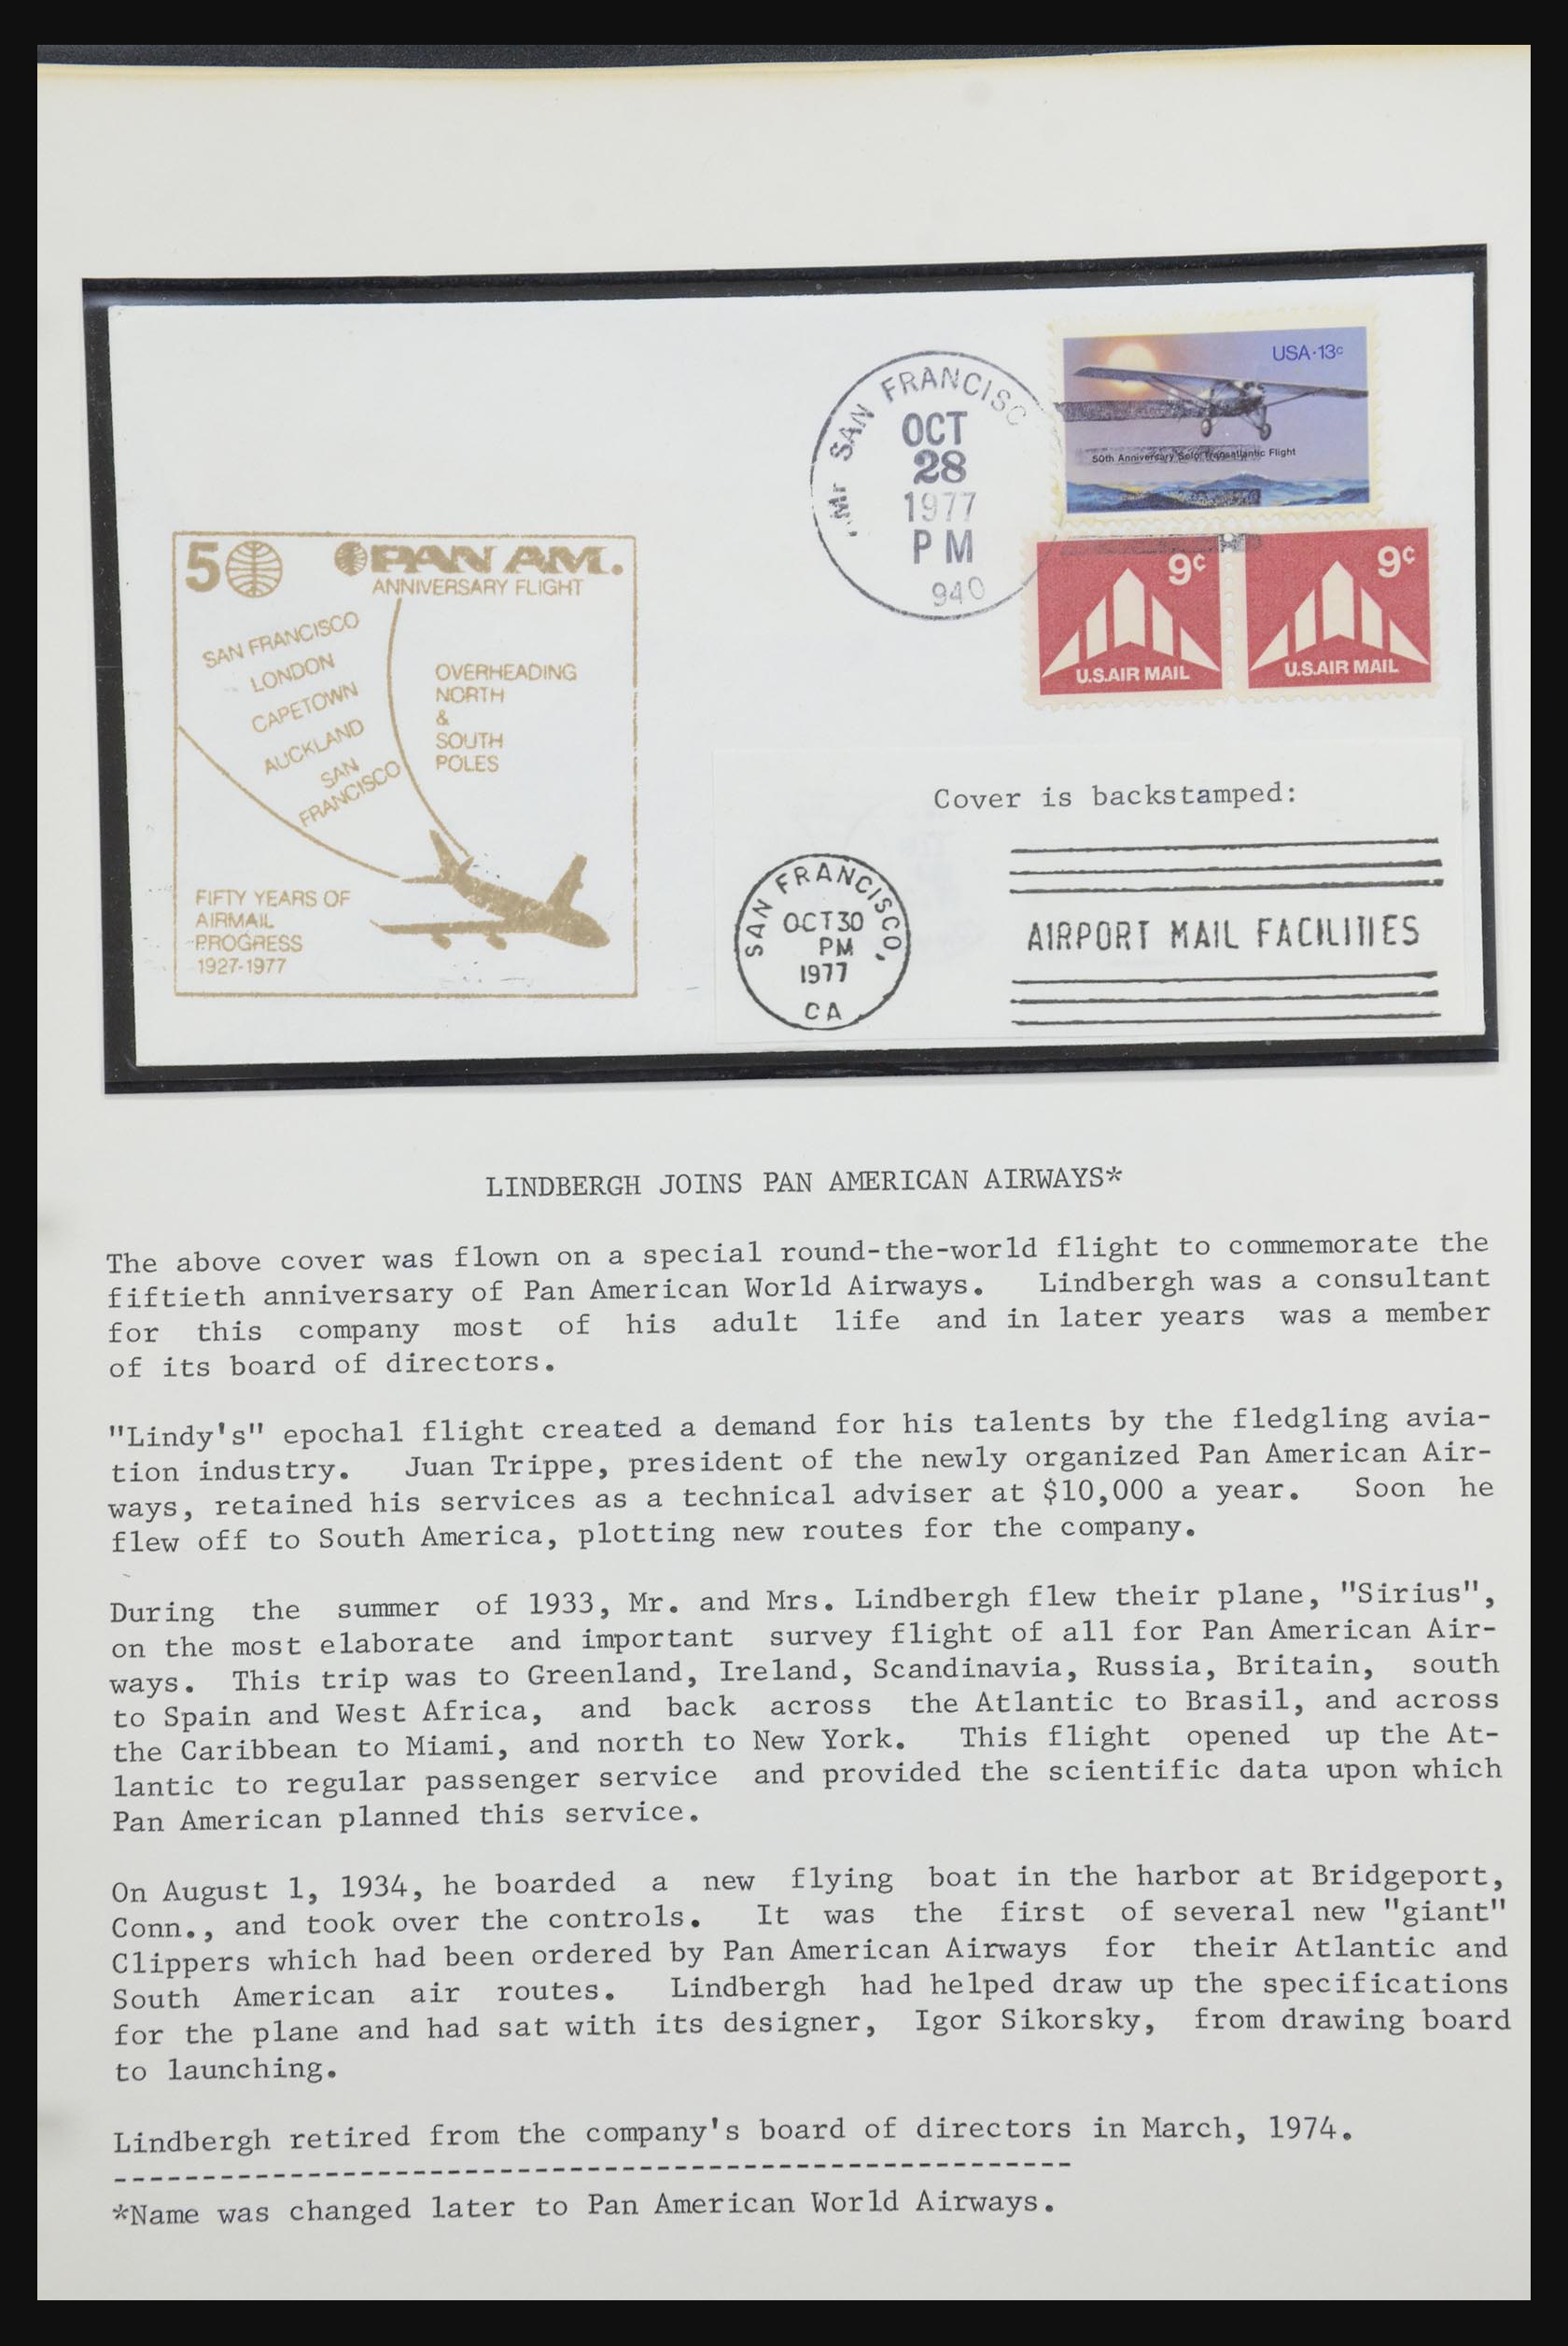 USA·13c
50th Anniversary Solo Transatlantic Flight
SAN FRANCISC
OCT
28
1977
PM
940
9c
U.S.AIR MAIL
9c
U.S.AIR MAIL
50
PAN AM.
ANNIVERSARY FLIGHT
SAN FRANCISCO
LONDON
CAPETOWN
AUCKLAND
SAN
FRANCISCO
OVERHEADING
NORTH
&
SOUTH
POLES
FIFTY YEARS OF
AIRMAIL
PROGRESS
1927-1977
Cover is backstamped:
SAN FRANCISCO,
OCT 30
PM
1977
CA
AIRPORT MAIL FACILITIES
LINDBERGH JOINS PAN AMERICAN AIRWAYS*
The above cover was flown on a special round-the-world flight to commemorate the
fiftieth anniversary of Pan American World Airways. Lindbergh was a consultant
for this company most of his adult life and in later years was a member
of its board of directors.
"Lindy's" epochal flight created a demand for his talents by the fledgling avia-
tion industry. Juan Trippe, president of the newly organized Pan American Air-
ways, retained his services as a technical adviser at $10,000 a year. Soon he
flew off to South America, plotting new routes for the company.
During the summer of 1933, Mr. and Mrs. Lindbergh flew their plane, "Sirius",
on the most elaborate and important survey flight of all for Pan American Air-
ways. This trip was to Greenland, Ireland, Scandinavia, Russia, Britain, south
to Spain and West Africa, and back across the Atlantic to Brasil, and across
the Caribbean to Miami, and north to New York. This flight opened up the At-
lantic to regular passenger service and provided the scientific data upon which
Pan American planned this service.
On August 1, 1934, he boarded a new flying boat in the harbor at Bridgeport,
Conn., and took over the controls. It was the first of several new "giant"
Clippers which had been ordered by Pan American Airways for their Atlantic and
South American air routes. Lindbergh had helped draw up the specifications
for the plane and had sat with its designer, Igor Sikorsky, from drawing board
to launching.
Lindbergh retired from the company's board of directors in March, 1974.
------------------------------------------------------
*Name was changed later to Pan American World Airways.